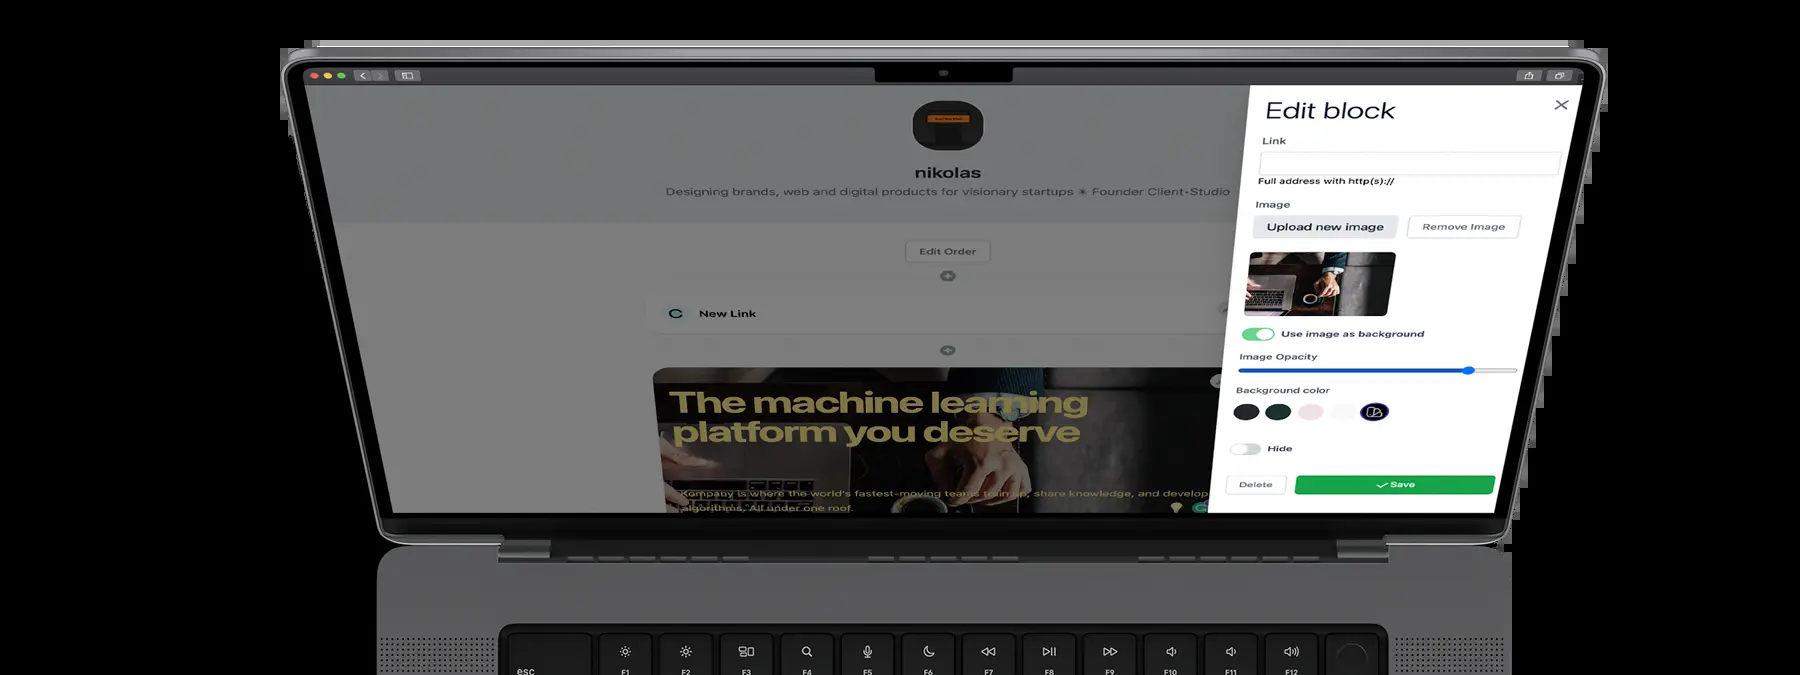 nikolas
Designing brands, web and digital products for visionary startups ✴ Founder Client•Studio
Edit Order
New Link
The machine learning
platform you deserve
Kompany is where the world's fastest-moving teams train up, share knowledge, and develop
algorithms. All under one roof.
Edit block
Link
Full address with http(s)://
Image
Upload new image
Remove Image
Use image as background
Image Opacity
Background color
Hide
Delete
Save
esc
F1
F2
F3
F4
F5
F6
F7
F8
F9
F10
F11
F12